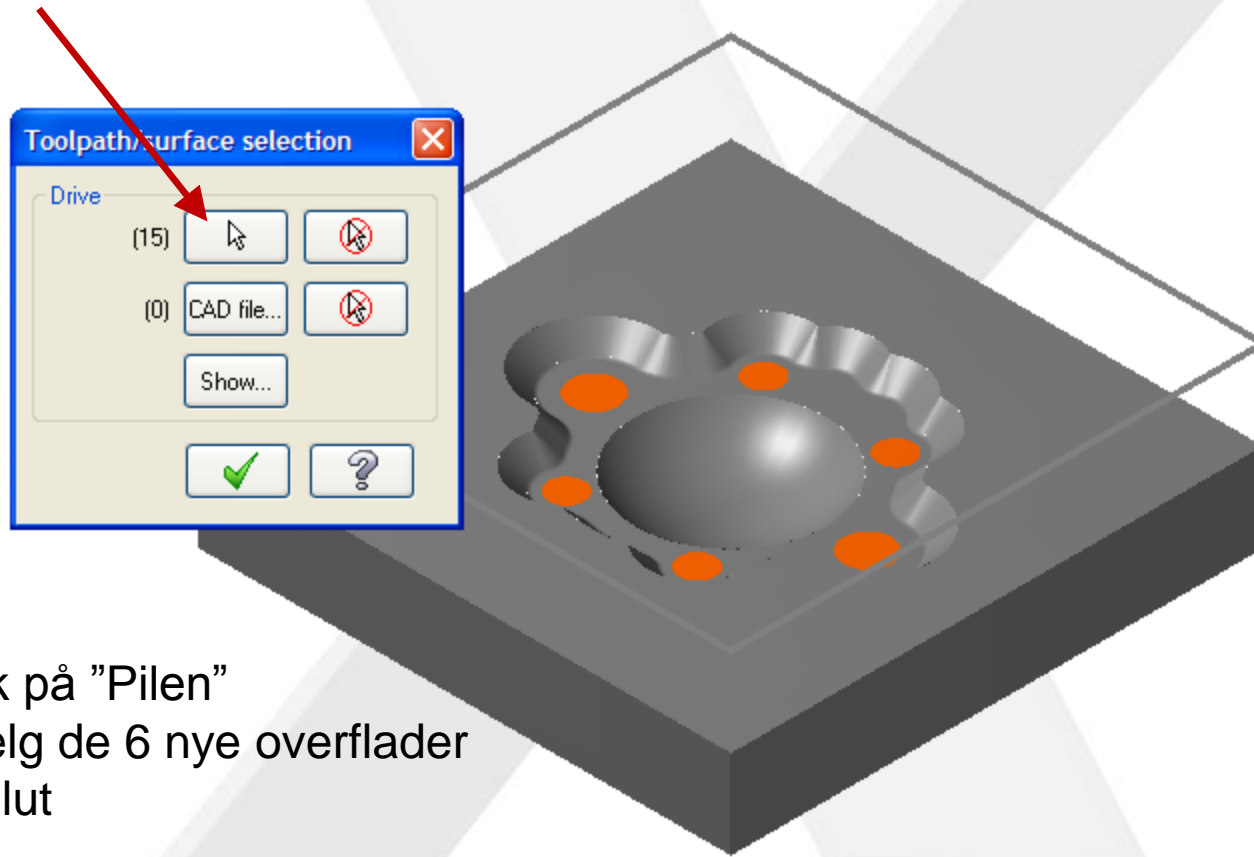 Toolpath/surface selection
Drive
(15)
(0) CAD file...
Show...
k på ”Pilen”
elg de 6 nye overflader
lut